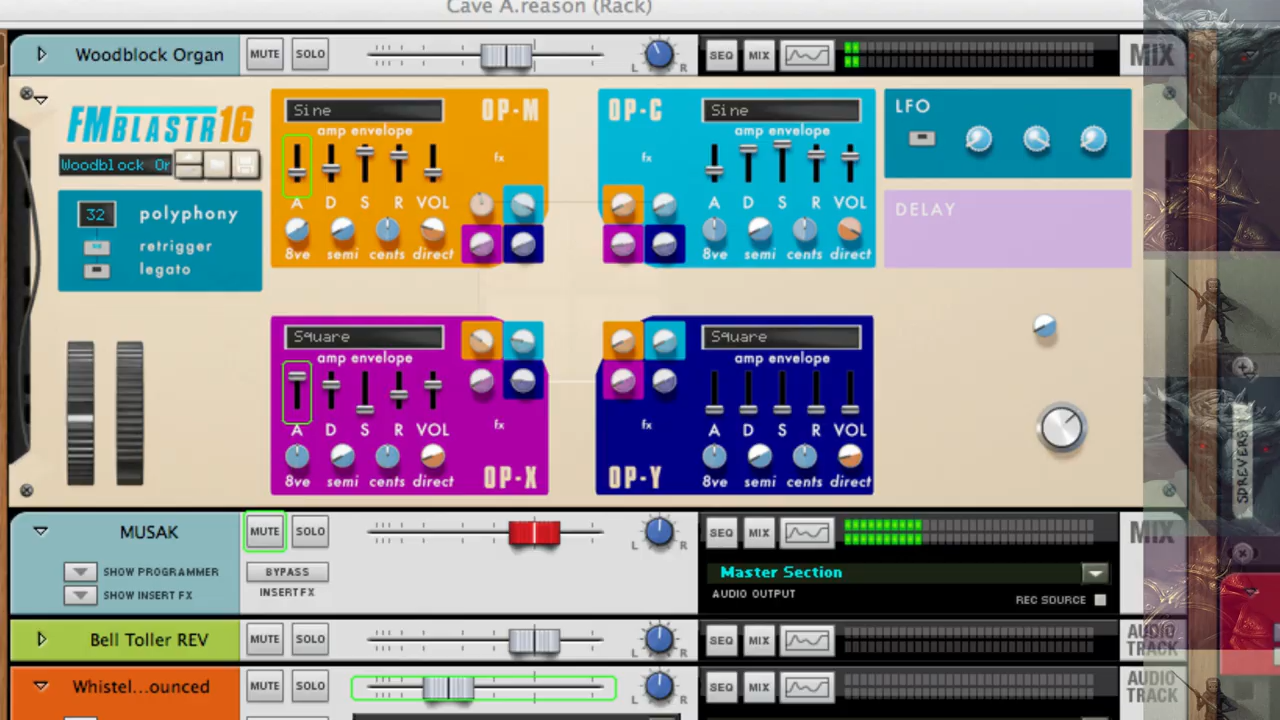 Cave A.reason (Rack)
Woodblock Organ MUTE SOLO L R SEQ MIX MIX
FMBLASTR16
Woodblock Or
32 polyphony
retrigger
legato
Sine OP-M
amp envelope
fx
A D S R VOL
8ve semi cents direct
OP-C Sine
amp envelope
fx
A D S R VOL
8ve semi cents direct
LFO
DELAY
Square
amp envelope
A D S R VOL
fx
8ve semi cents direct OP-X
Square
amp envelope
fx
A D S R VOL
OP-Y 8ve semi cents direct
MUSAK MUTE SOLO L R SEQ MIX MIX
SHOW PROGRAMMER BYPASS Master Section
SHOW INSERT FX INSERT FX AUDIO OUTPUT REC SOURCE
Bell Toller REV MUTE SOLO L R SEQ MIX AUDIO
TRACK
Whistel...ounced MUTE SOLO L R SEQ MIX AUDIO
TRACK